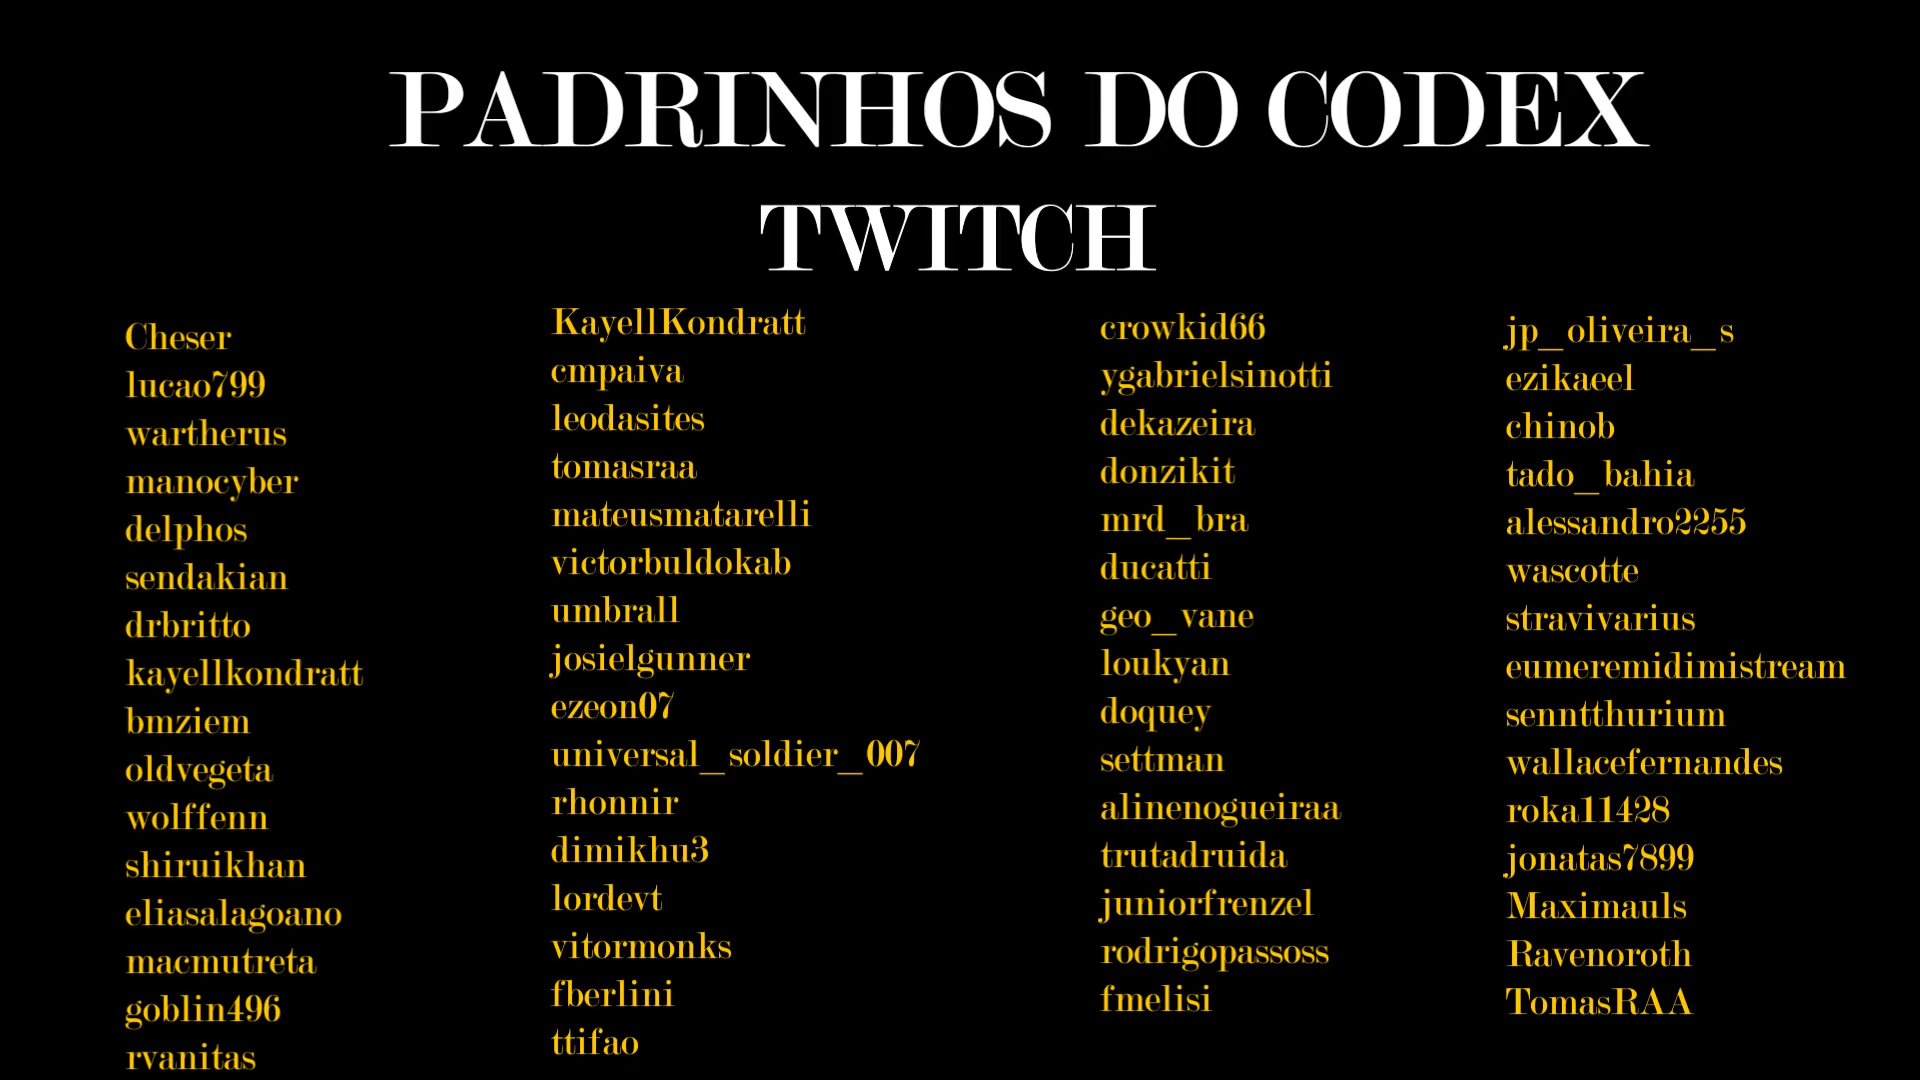 PADRINHOS DO CODEX
TWITCH
Cheser
lucao799
wartherus
manocyber
delphos
sendakian
drbritto
kayellkondratt
bmziem
oldvegeta
wolffenn
shiruikhan
eliasalagoano
macmutreta
goblin496
rvanitas
KayellKondratt
cmpaiva
leodasites
tomasraa
mateusmatarelli
victorbuldokab
umbrall
josielgunner
ezeon07
universal_soldier_007
rhonnir
dimikhu3
lordevt
vitormonks
fberlini
ttifao
crowkid66
ygabrielsinotti
dekazeira
donzikit
mrd_bra
ducatti
geo_vane
loukyan
doquey
settman
alinenogueiraa
trutadruida
juniorfrenzel
rodrigopassoss
fmelisi
jp_oliveira_s
ezikaeel
chinob
tado_bahia
alessandro2255
wascotte
stravivarius
eumeremidimistream
senntthurium
wallacefernandes
roka11428
jonatas7899
Maximauls
Ravenoroth
TomasRAA